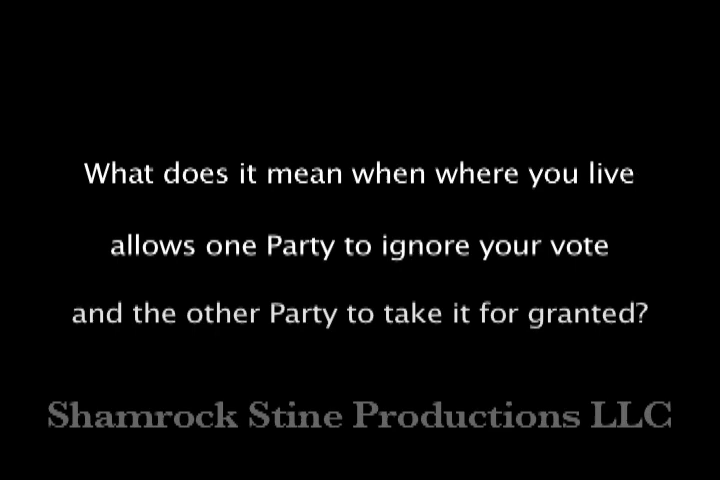 What does it mean when where you live
allows one Party to ignore your vote
and the other Party to take it for granted?
Shamrock Stine Productions LLC